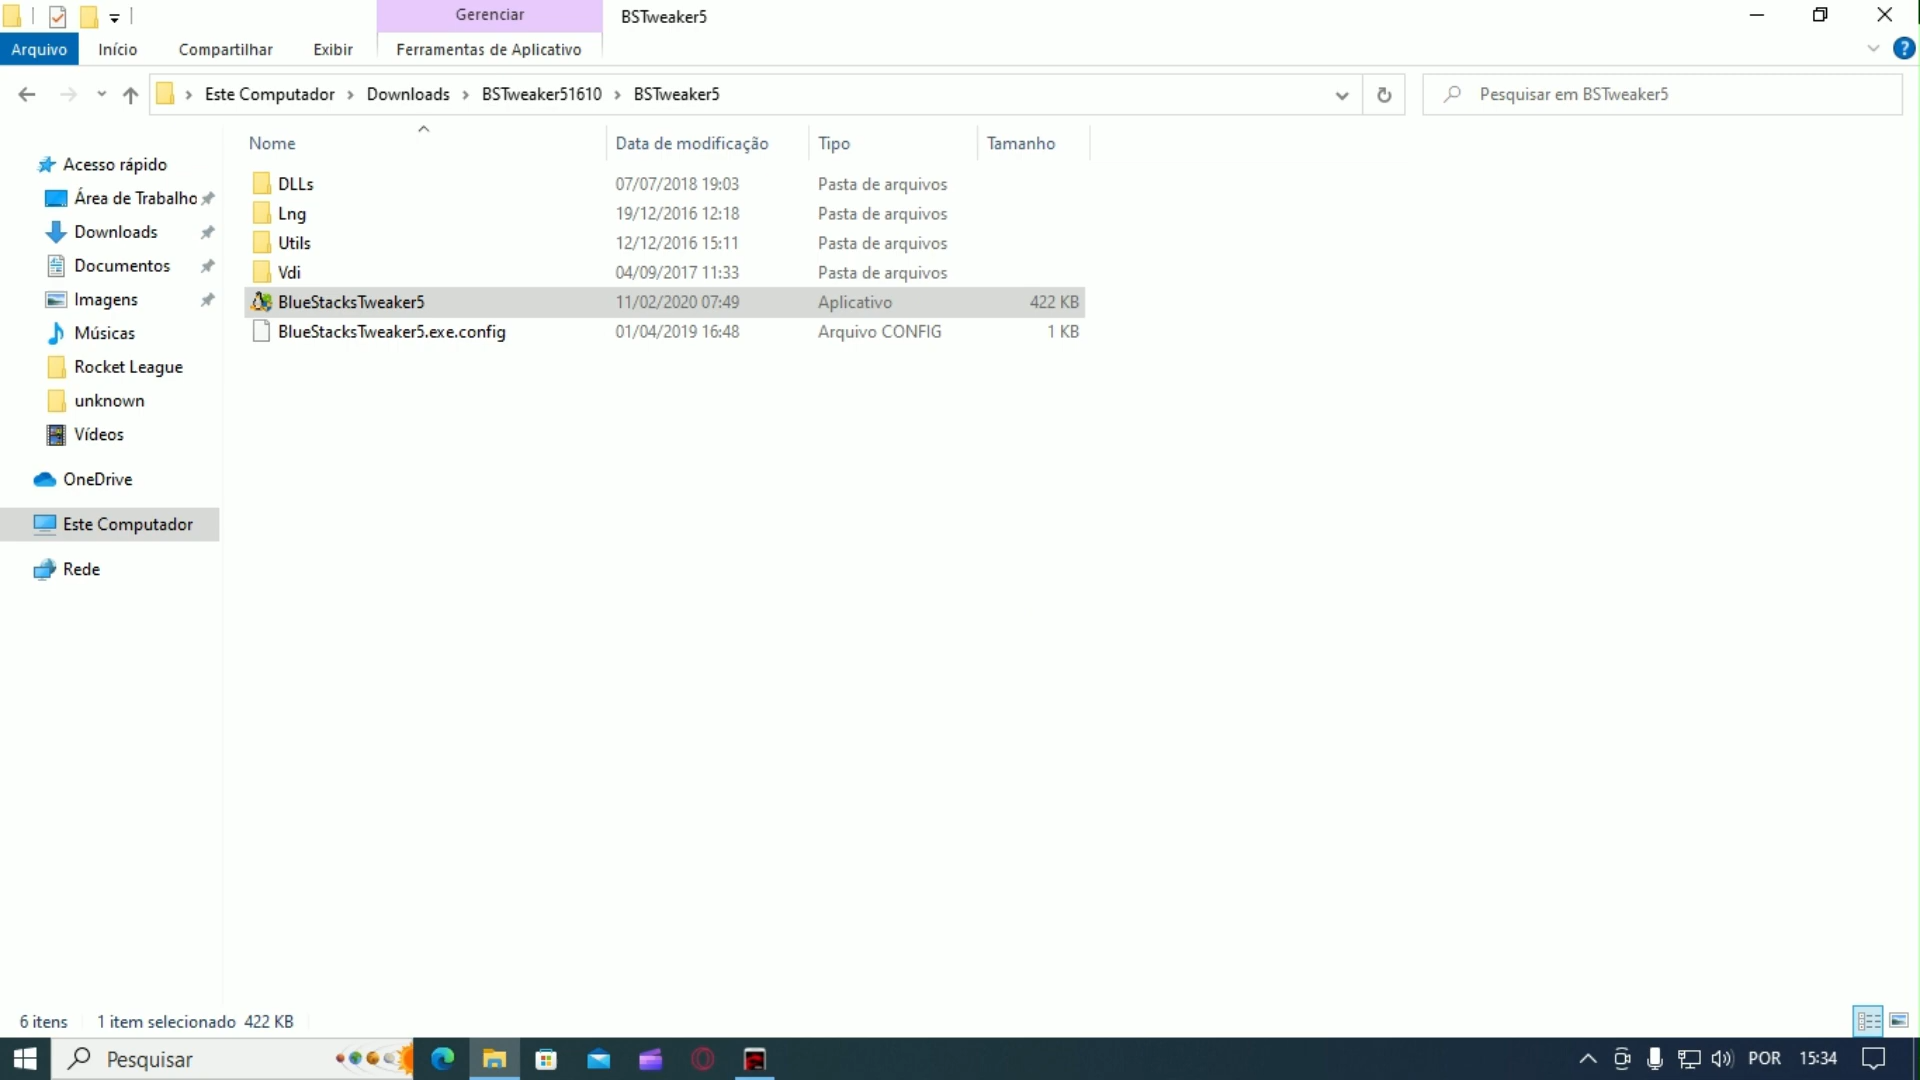 Gerenciar
BSTweaker5
Arquivo
Início
Compartilhar
Exibir
Ferramentas de Aplicativo
?
Este Computador
Downloads
BSTweaker51610
BSTweaker5
Pesquisar em BSTweaker5
Nome
Data de modificação
Tipo
Tamanho
Acesso rápido
Área de Trabalho
Downloads
Documentos
Imagens
Músicas
Rocket League
unknown
Vídeos
OneDrive
Este Computador
Rede
DLLs 07/07/2018 19:03 Pasta de arquivos
Lng 19/12/2016 12:18 Pasta de arquivos
Utils 12/12/2016 15:11 Pasta de arquivos
Vdi 04/09/2017 11:33 Pasta de arquivos
BlueStacksTweaker5 11/02/2020 07:49 Aplicativo 422 KB
BlueStacksTweaker5.exe.config 01/04/2019 16:48 Arquivo CONFIG 1 KB
6 itens
1 item selecionado 422 KB
Pesquisar
POR
15:34